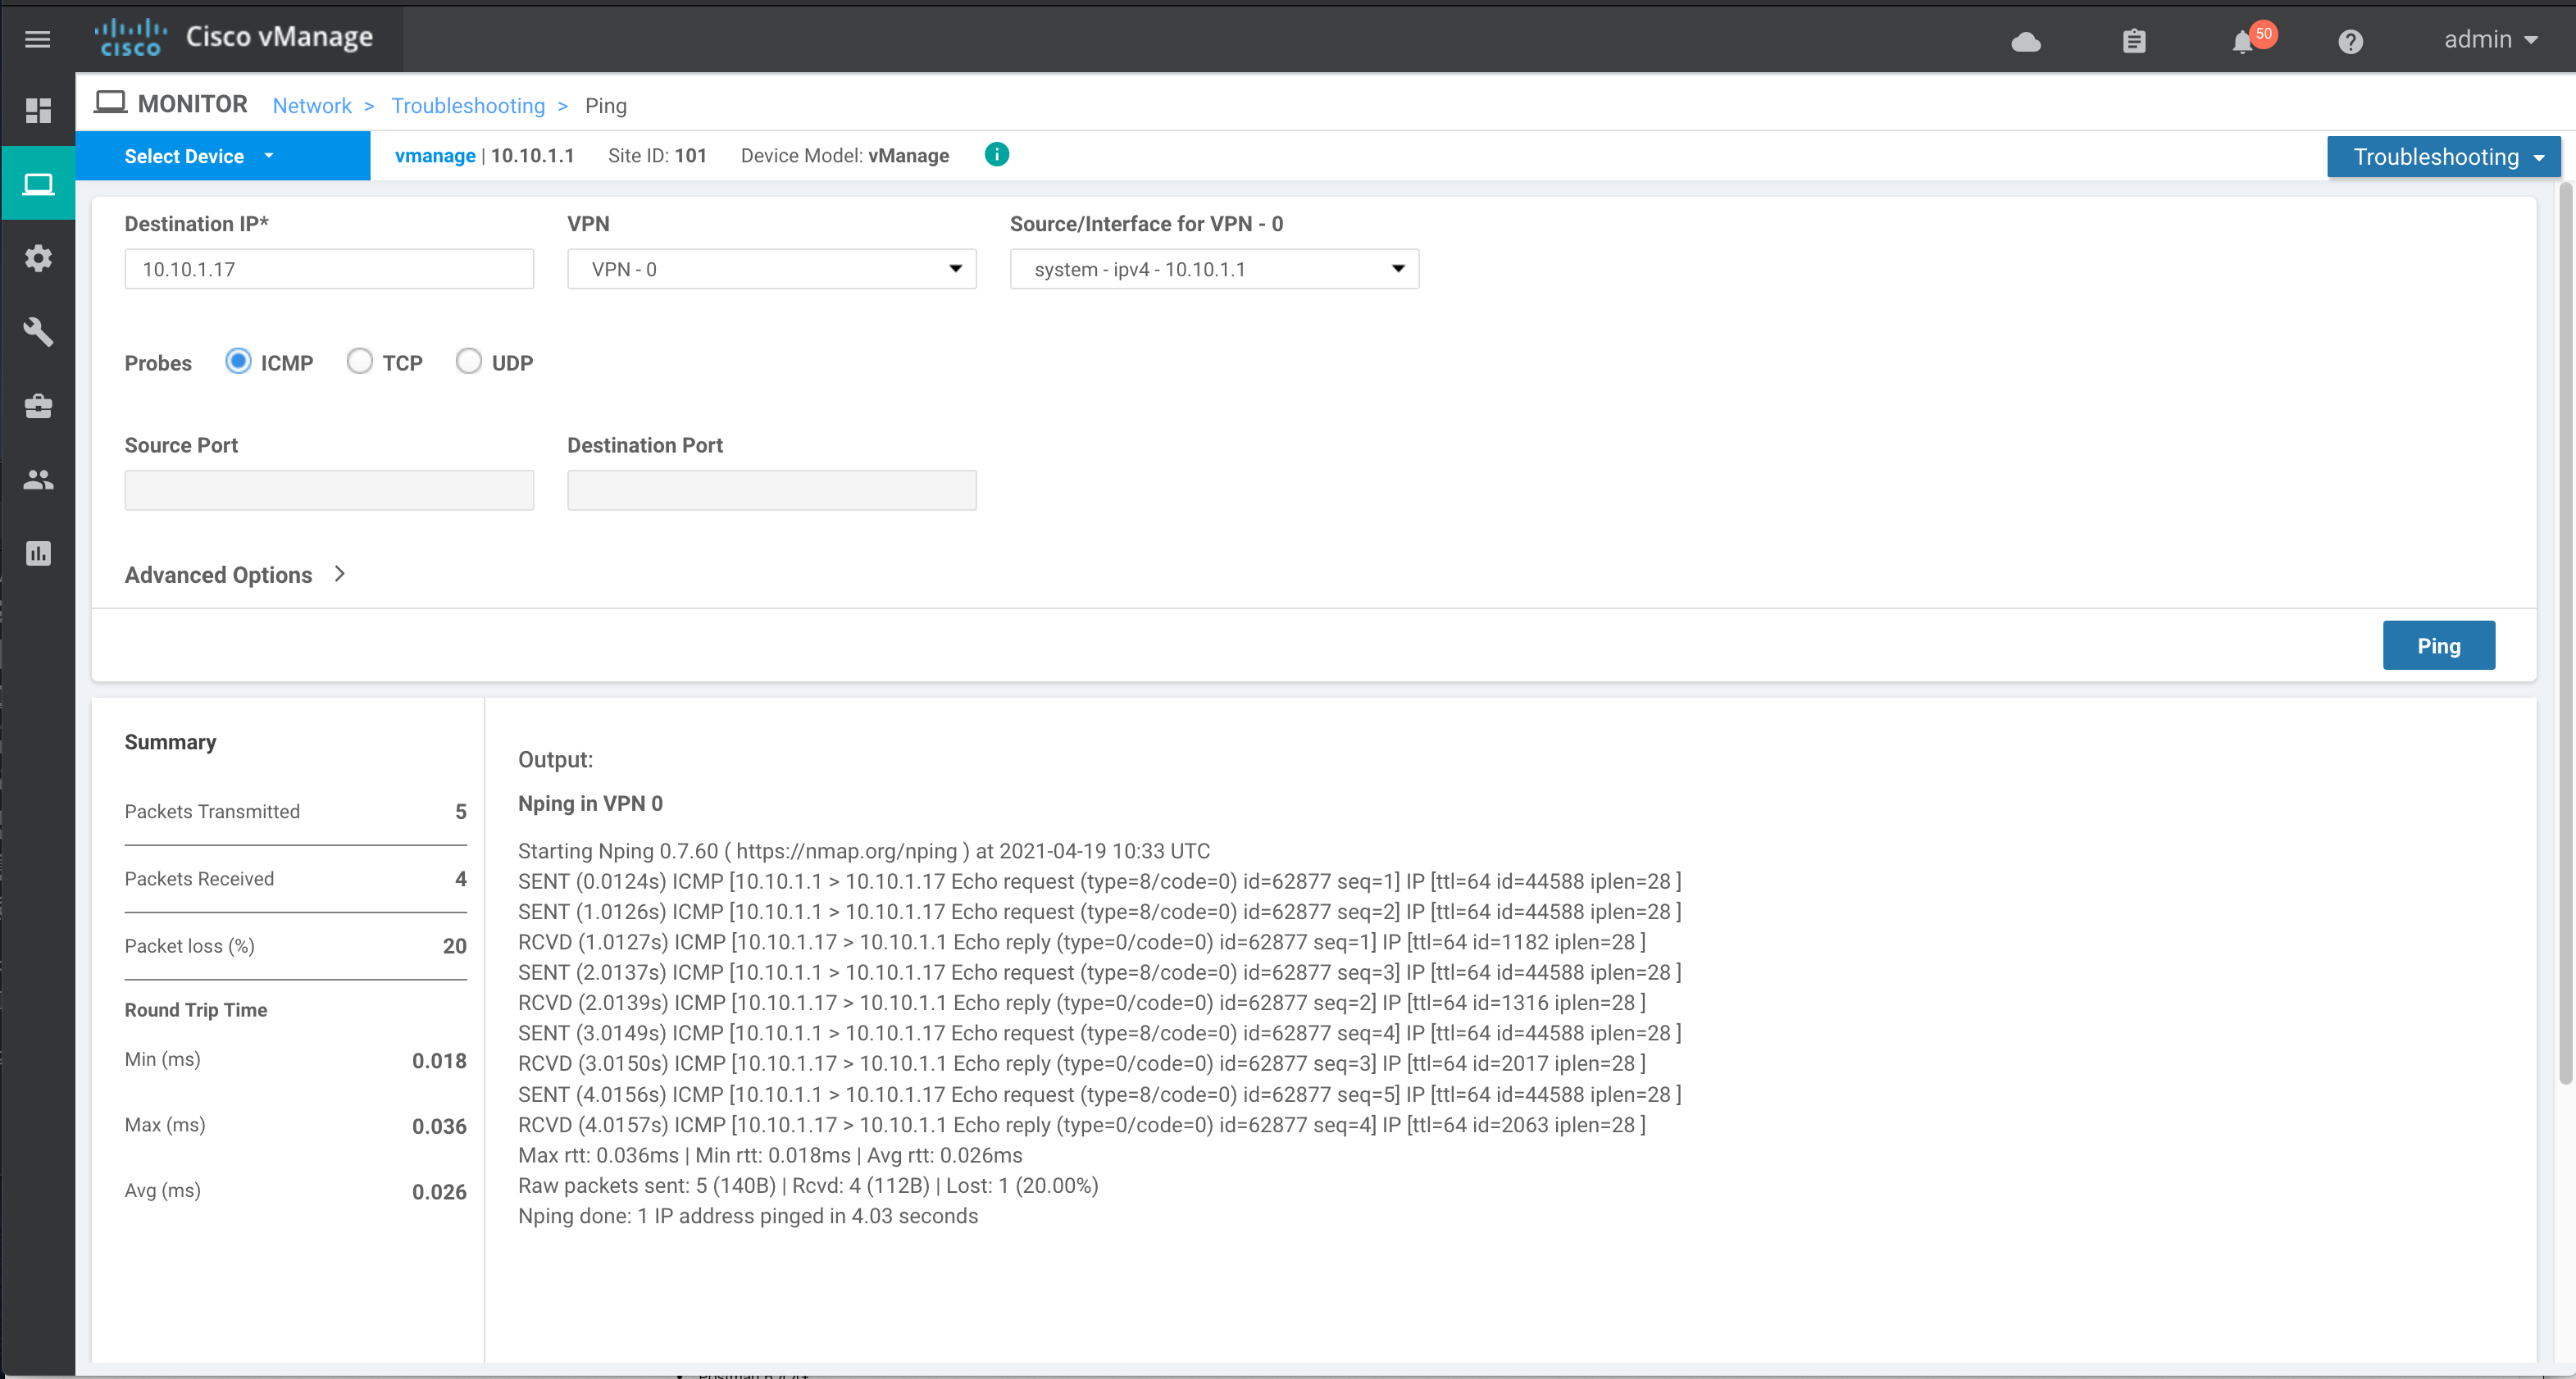 CISCO Cisco vManage 50 admin
MONITOR Network > Troubleshooting > Ping
Select Device vmanage | 10.10.1.1 Site ID: 101 Device Model: vManage Troubleshooting
Destination IP* VPN Source/Interface for VPN - 0
10.10.1.17 VPN - 0 system - ipv4 - 10.10.1.1
Probes ICMP TCP UDP
Source Port Destination Port
Advanced Options
Ping
Summary
Packets Transmitted 5
Packets Received 4
Packet loss (%) 20
Round Trip Time
Min (ms) 0.018
Max (ms) 0.036
Avg (ms) 0.026
Output:
Nping in VPN 0
Starting Nping 0.7.60 ( https://nmap.org/nping ) at 2021-04-19 10:33 UTC
SENT (0.0124s) ICMP [10.10.1.1 > 10.10.1.17 Echo request (type=8/code=0) id=62877 seq=1] IP [ttl=64 id=44588 iplen=28 ]
SENT (1.0126s) ICMP [10.10.1.1 > 10.10.1.17 Echo request (type=8/code=0) id=62877 seq=2] IP [ttl=64 id=44588 iplen=28 ]
RCVD (1.0127s) ICMP [10.10.1.17 > 10.10.1.1 Echo reply (type=0/code=0) id=62877 seq=1] IP [ttl=64 id=1182 iplen=28 ]
SENT (2.0137s) ICMP [10.10.1.1 > 10.10.1.17 Echo request (type=8/code=0) id=62877 seq=3] IP [ttl=64 id=44588 iplen=28 ]
RCVD (2.0139s) ICMP [10.10.1.17 > 10.10.1.1 Echo reply (type=0/code=0) id=62877 seq=2] IP [ttl=64 id=1316 iplen=28 ]
SENT (3.0149s) ICMP [10.10.1.1 > 10.10.1.17 Echo request (type=8/code=0) id=62877 seq=4] IP [ttl=64 id=44588 iplen=28 ]
RCVD (3.0150s) ICMP [10.10.1.17 > 10.10.1.1 Echo reply (type=0/code=0) id=62877 seq=3] IP [ttl=64 id=2017 iplen=28 ]
SENT (4.0156s) ICMP [10.10.1.1 > 10.10.1.17 Echo request (type=8/code=0) id=62877 seq=5] IP [ttl=64 id=44588 iplen=28 ]
RCVD (4.0157s) ICMP [10.10.1.17 > 10.10.1.1 Echo reply (type=0/code=0) id=62877 seq=4] IP [ttl=64 id=2063 iplen=28 ]
Max rtt: 0.036ms | Min rtt: 0.018ms | Avg rtt: 0.026ms
Raw packets sent: 5 (140B) | Rcvd: 4 (112B) | Lost: 1 (20.00%)
Nping done: 1 IP address pinged in 4.03 seconds